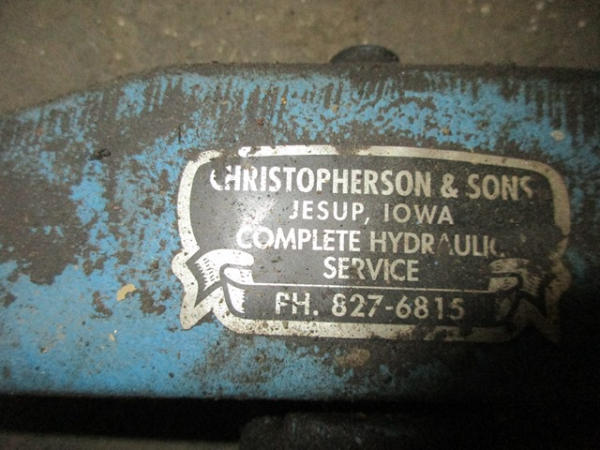 CHRISTOPHERSON & SONS
JESUP, IOWA
COMPLETE HYDRAULIC
SERVICE
PH. 827-6815